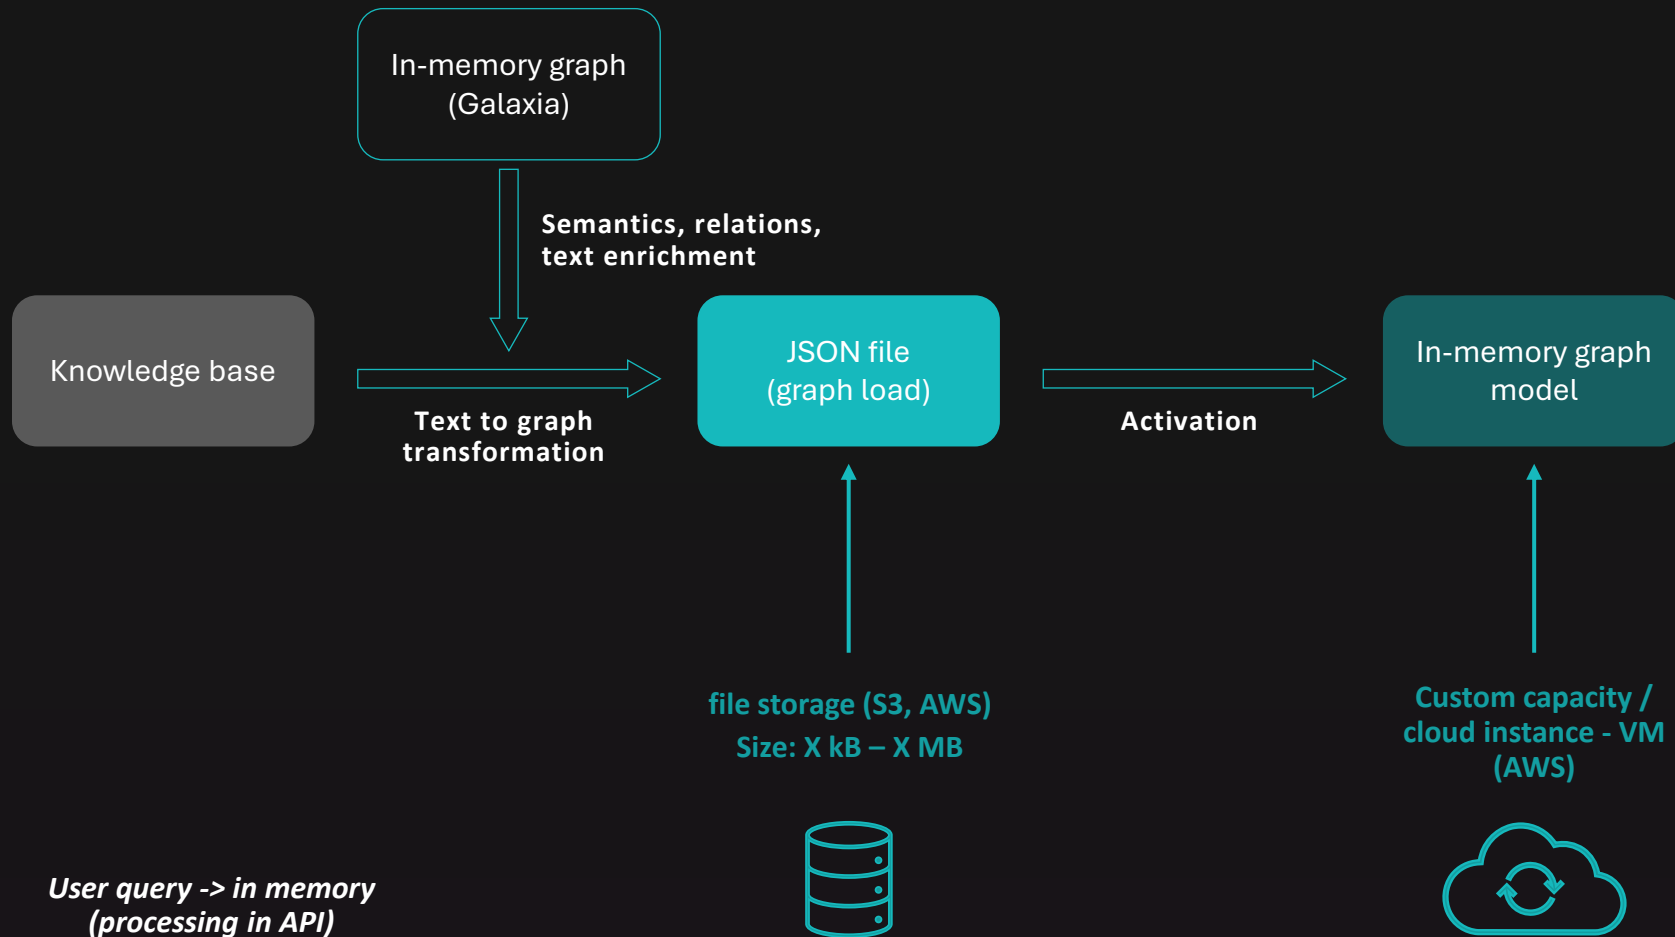 In-memory graph
(Galaxia)
Semantics, relations,
text enrichment
Knowledge base
Text to graph
transformation
JSON file
(graph load)
Activation
In-memory graph
model
file storage (S3, AWS)
Size: X kB – X MB
Custom capacity /
cloud instance - VM
(AWS)
User query -> in memory
(processing in API)